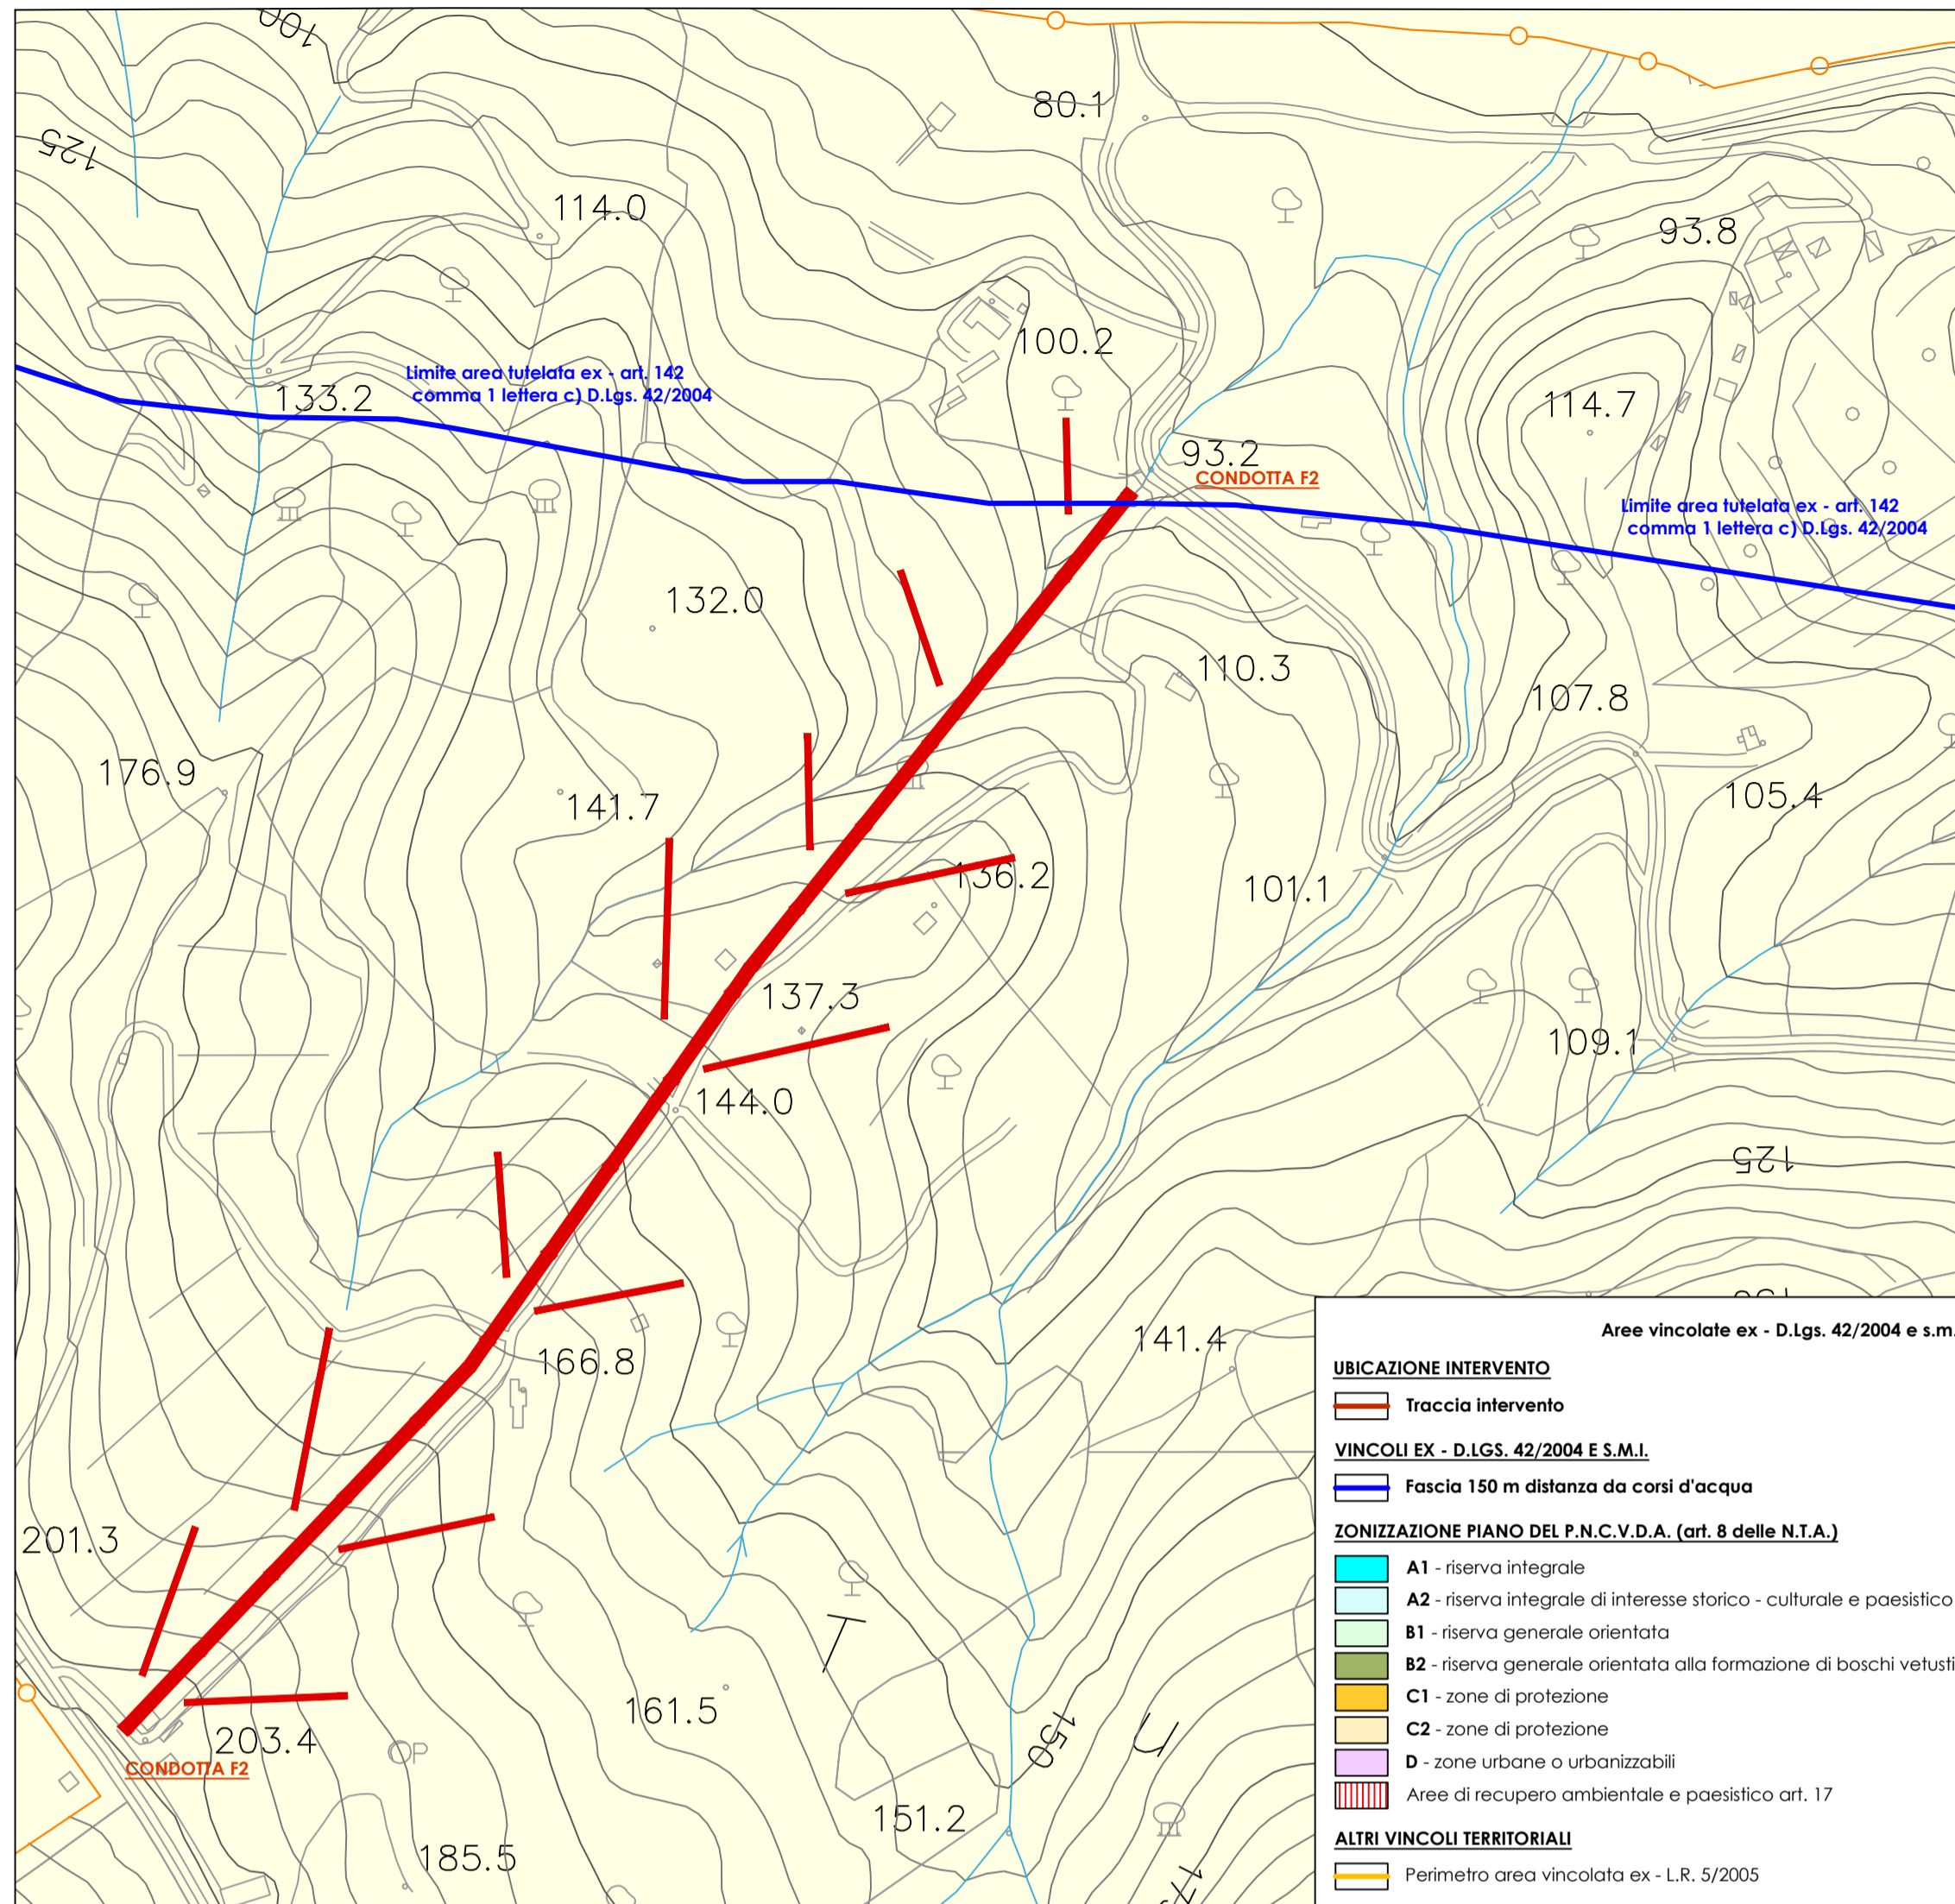 100
125
80.1
114.0
93.8
100.2
Limite area tutelata ex - art. 142
comma 1 lettera c) D.Lgs. 42/2004
133.2
114.7
93.2
CONDOTTA F2
Limite area tutelata ex - art. 142
comma 1 lettera c) D.Lgs. 42/2004
132.0
110.3
107.8
176.9
141.7
105.4
136.2
101.1
137.3
109.1
144.0
125
141.4
166.8
201.3
T
161.5
150
U
203.4
OP
CONDOTTA F2
151.2
185.5
Aree vincolate ex - D.Lgs. 42/2004 e s.m.
UBICAZIONE INTERVENTO
Traccia intervento
VINCOLI EX - D.LGS. 42/2004 E S.M.I.
Fascia 150 m distanza da corsi d'acqua
ZONIZZAZIONE PIANO DEL P.N.C.V.D.A. (art. 8 delle N.T.A.)
A1 - riserva integrale
A2 - riserva integrale di interesse storico - culturale e paesistico
B1 - riserva generale orientata
B2 - riserva generale orientata alla formazione di boschi vetusti
C1 - zone di protezione
C2 - zone di protezione
D - zone urbane o urbanizzabili
Aree di recupero ambientale e paesistico art. 17
ALTRI VINCOLI TERRITORIALI
Perimetro area vincolata ex - L.R. 5/2005